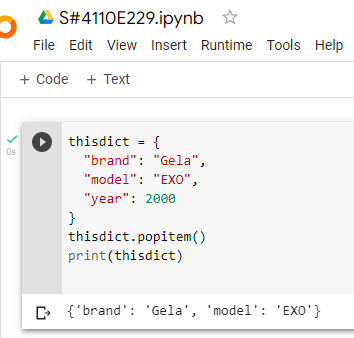 S#4110E229.ipynb
File Edit View Insert Runtime Tools Help
+ Code + Text
0s
thisdict = {
  "brand": "Gela",
  "model": "EXO",
  "year": 2000
}
thisdict.popitem()
print(thisdict)
{'brand': 'Gela', 'model': 'EXO'}